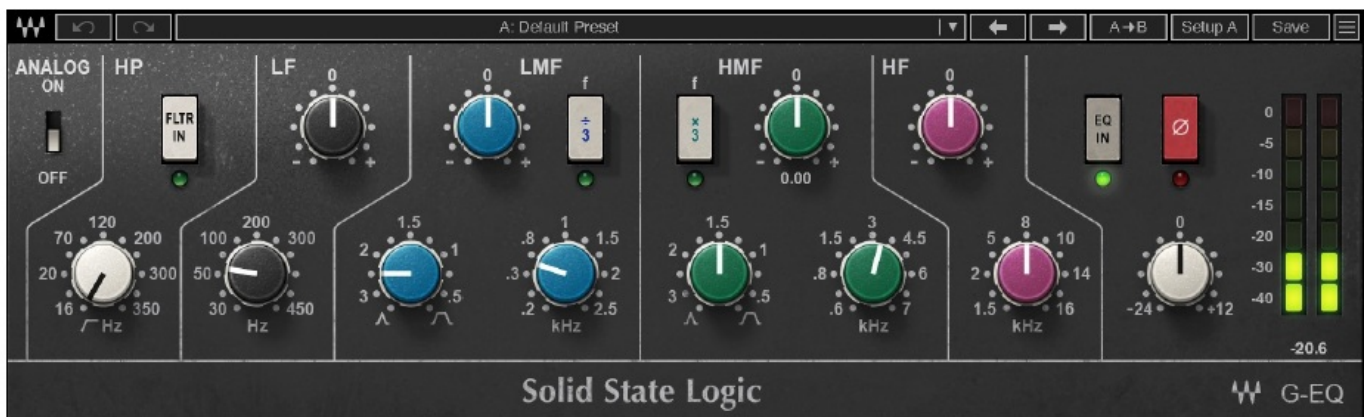 A: Default Preset A→B Setup A Save
ANALOG HP LF LMF HMF HF
ON 0 0 f f 0 0
FLTR IN ÷ 3 × 3 EQ IN Ø 0
-5
OFF - + - + - + - + -10
0.00 -15
120 200 1.5 1 1.5 3 8 0 -20
70 200 100 300 2 1 .8 1.5 2 1 1.5 4.5 5 10
20 300 50 3 .5 .3 2 3 .5 .8 6 2 14 -30
16 350 30 450 .2 2.5 .6 7 1.5 16 -24 +12 -40
Hz Hz kHz kHz kHz
-20.6
Solid State Logic G-EQ